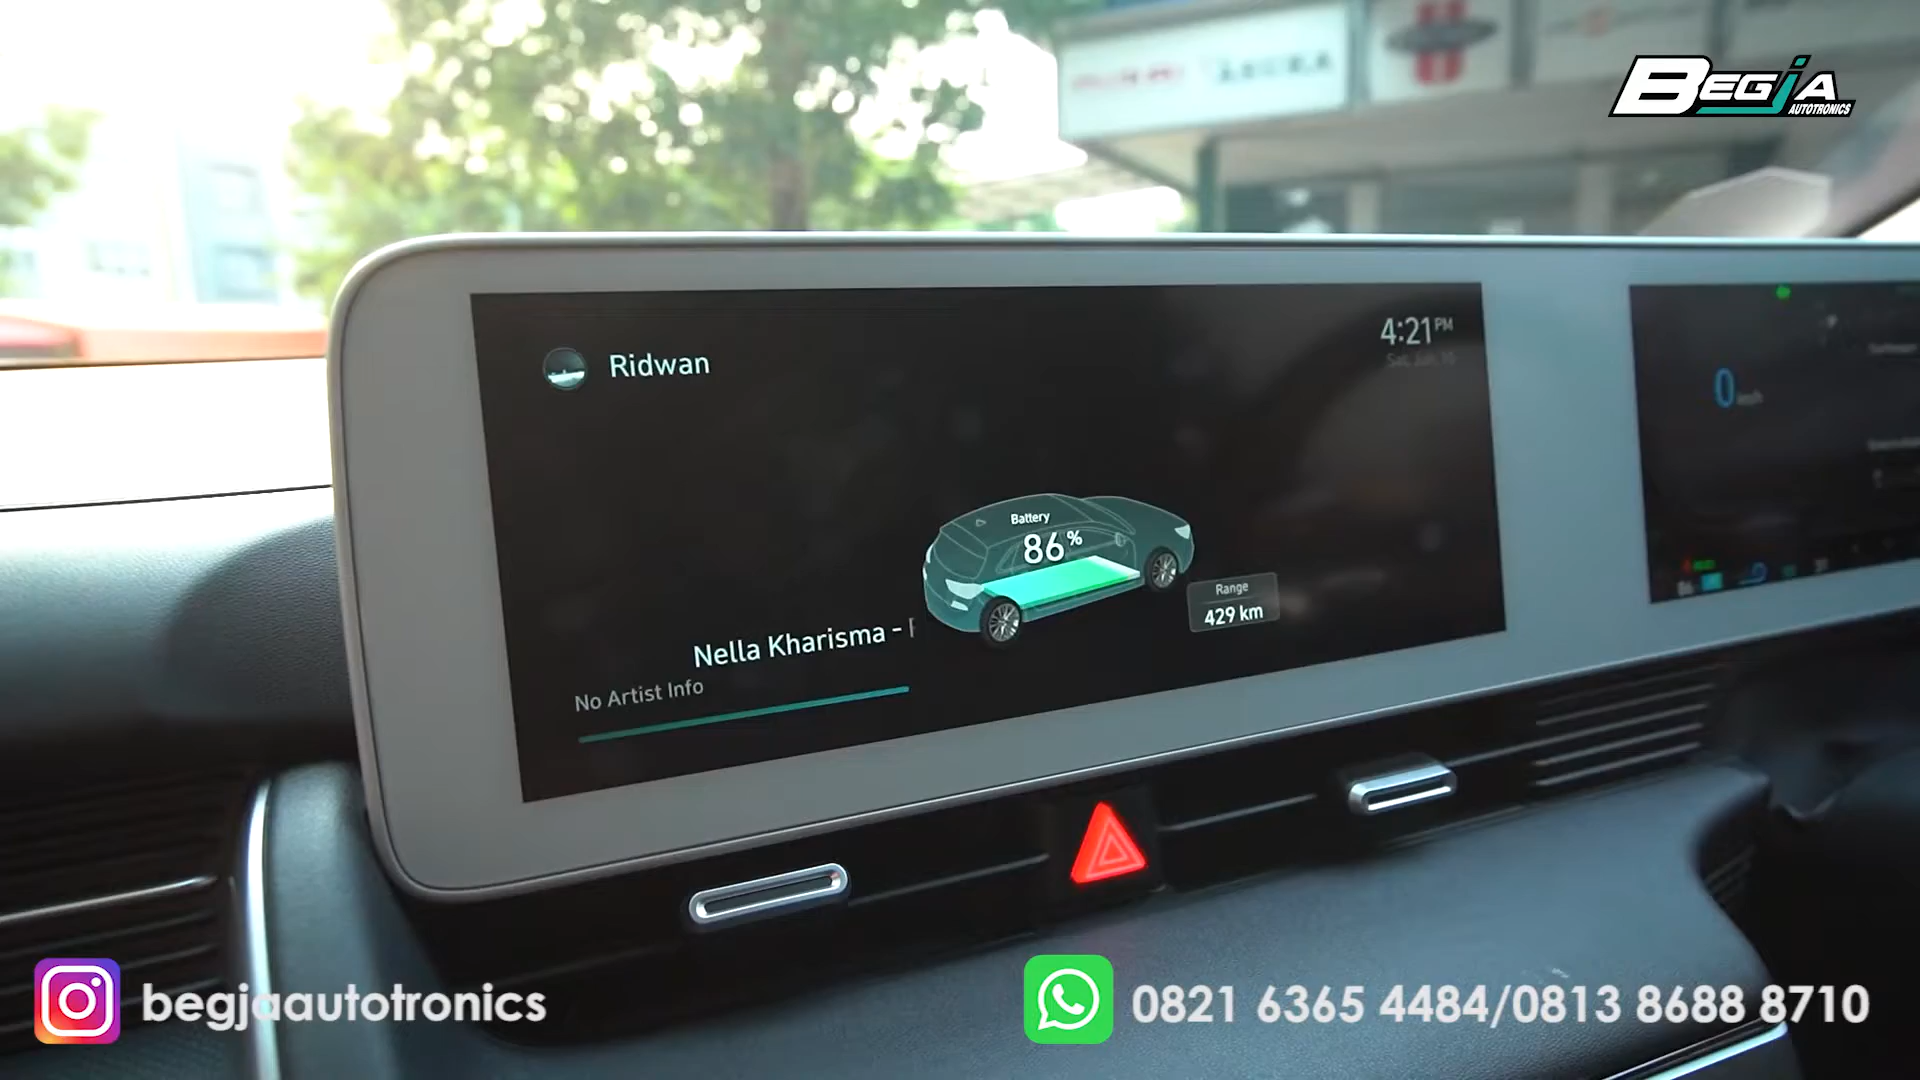 BEGJA
AUTOTRONICS
Ridwan
4:21 PM
Battery
86 %
Range
429 km
Nella Kharisma -
No Artist Info
0
begjaautotronics
0821 6365 4484/0813 8688 8710